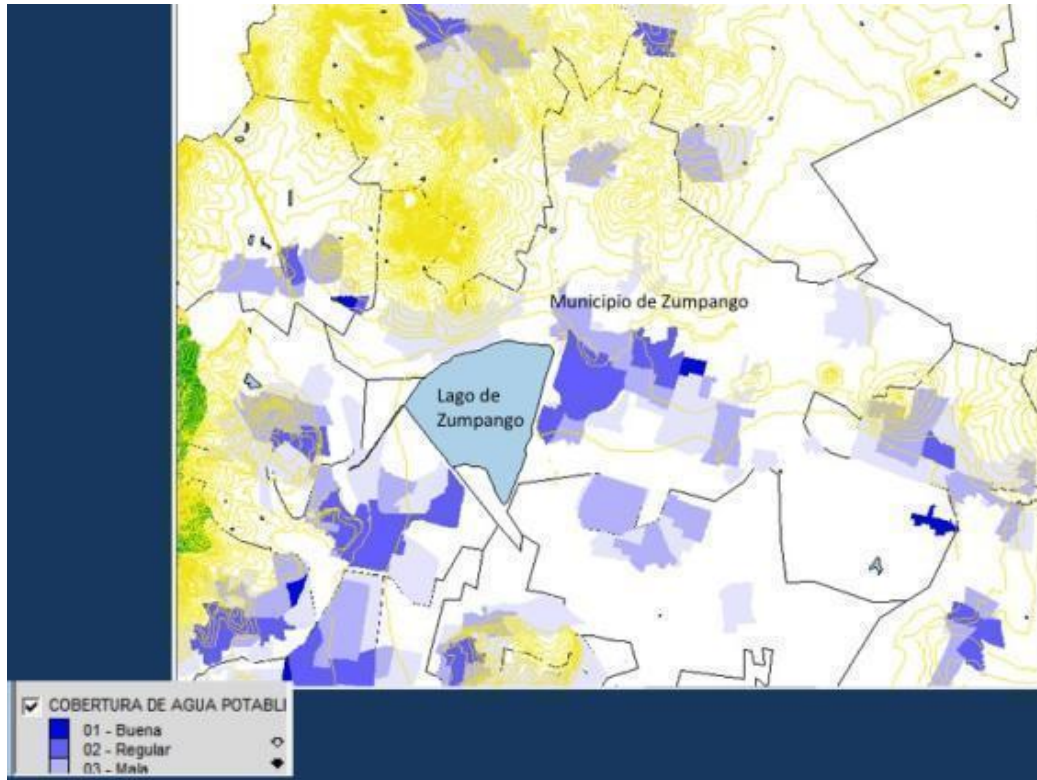 Municipio de Zumpango
Lago de
Zumpango
COBERTURA DE AGUA POTABLI
01 - Buena
02 - Regular
03 - Mala